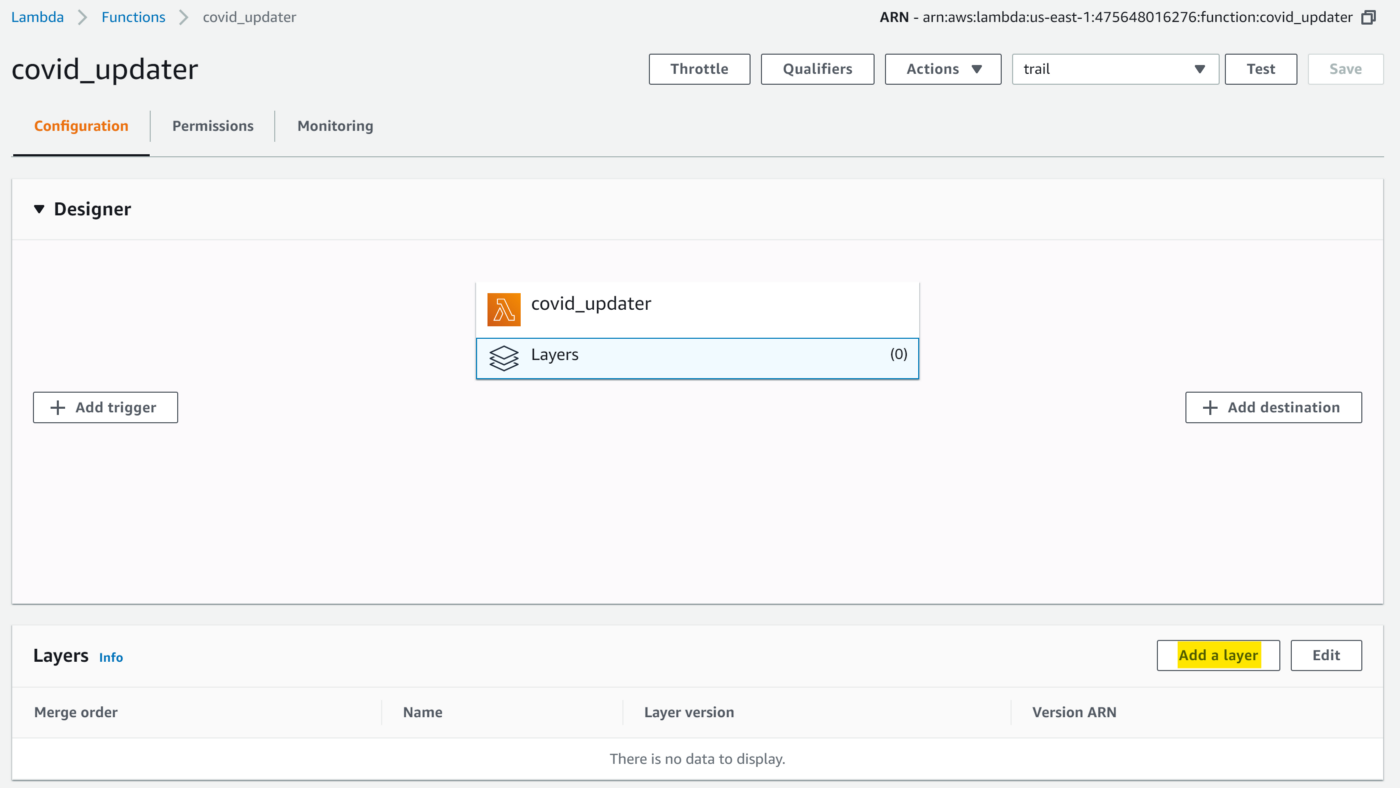 Lambda > Functions > covid_updater ARN - arn:aws:lambda:us-east-1:475648016276:function:covid_updater
covid_updater Throttle Qualifiers Actions trail Test Save
Configuration Permissions Monitoring
Designer
covid_updater
Layers (0)
Add trigger Add destination
Layers Info Add a layer Edit
Merge order Name Layer version Version ARN
There is no data to display.